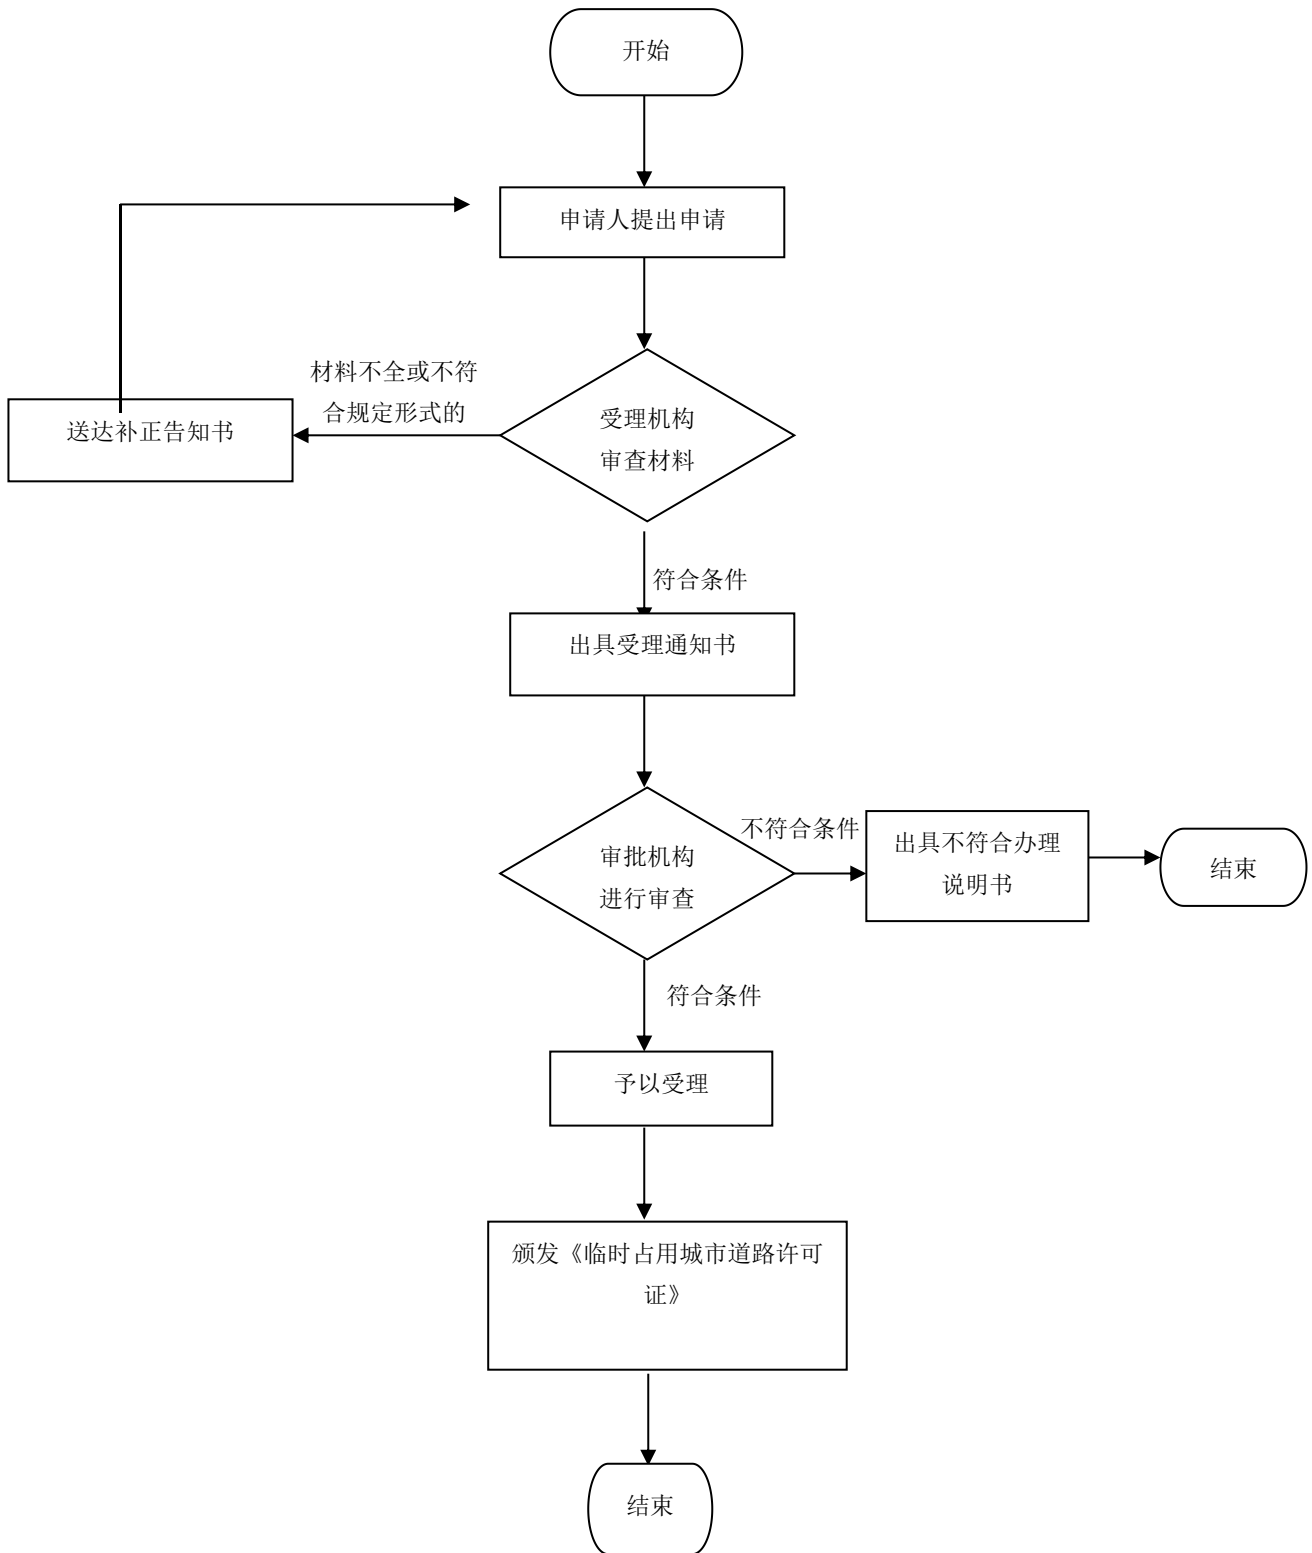 开始
申请人提出申请
材料不全或不符
合规定形式的
受理机构
审查材料
送达补正告知书
符合条件
出具受理通知书
审批机构
进行审查
不符合条件
出具不符合办理
说明书
结束
符合条件
予以受理
颁发《临时占用城市道路许可
证》
结束